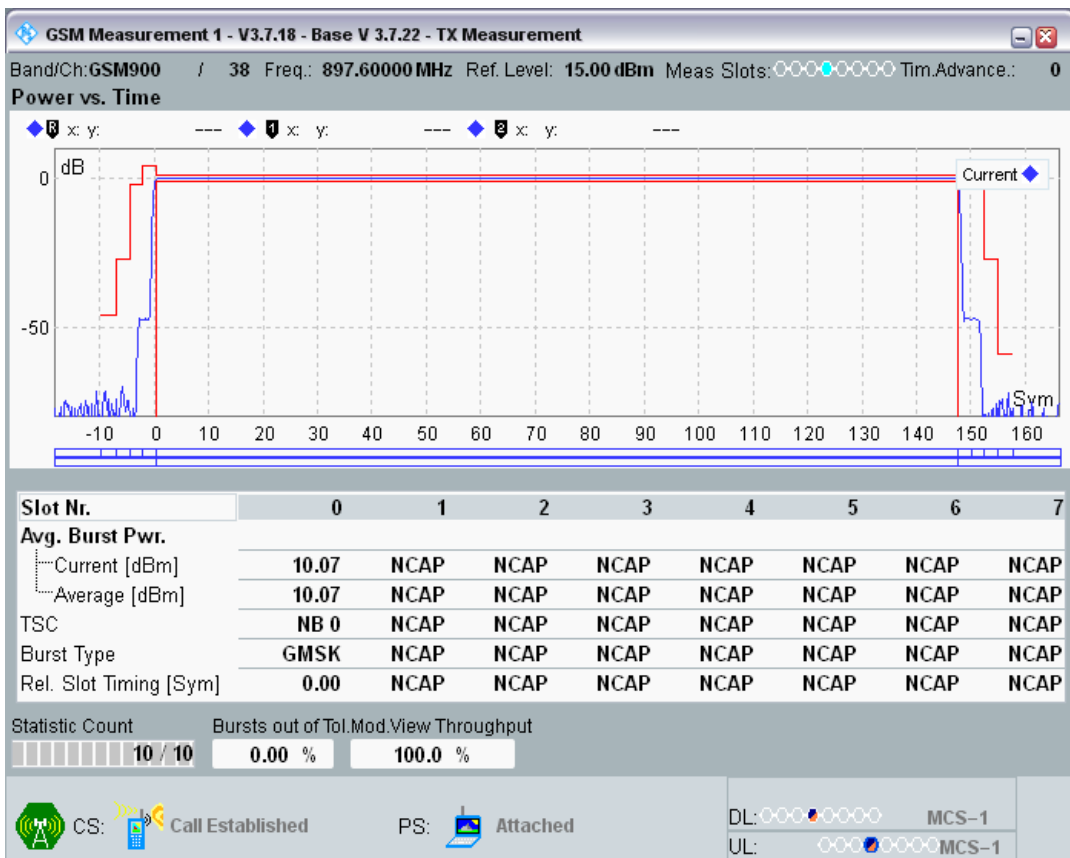 GSM Measurement 1 - V3.7.18 - Base V 3.7.22 - TX Measurement
Band/Ch:GSM900 / 38 Freq.: 897.60000 MHz Ref. Level: 15.00 dBm Meas Slots: Tim.Advance.: 0
Power vs. Time
R x: y: --- 1 x: y: --- 2 x: y: ---
dB
Current
0
-50
Sym
-10 0 10 20 30 40 50 60 70 80 90 100 110 120 130 140 150 160
Slot Nr. 0 1 2 3 4 5 6 7
Avg. Burst Pwr.
Current [dBm] 10.07 NCAP NCAP NCAP NCAP NCAP NCAP NCAP
Average [dBm] 10.07 NCAP NCAP NCAP NCAP NCAP NCAP NCAP
TSC NB 0 NCAP NCAP NCAP NCAP NCAP NCAP NCAP
Burst Type GMSK NCAP NCAP NCAP NCAP NCAP NCAP NCAP
Rel. Slot Timing [Sym] 0.00 NCAP NCAP NCAP NCAP NCAP NCAP NCAP
Statistic Count Bursts out of Tol.Mod.View Throughput
10 / 10 0.00 % 100.0 %
CS: Call Established PS: Attached
DL: MCS-1
UL: MCS-1